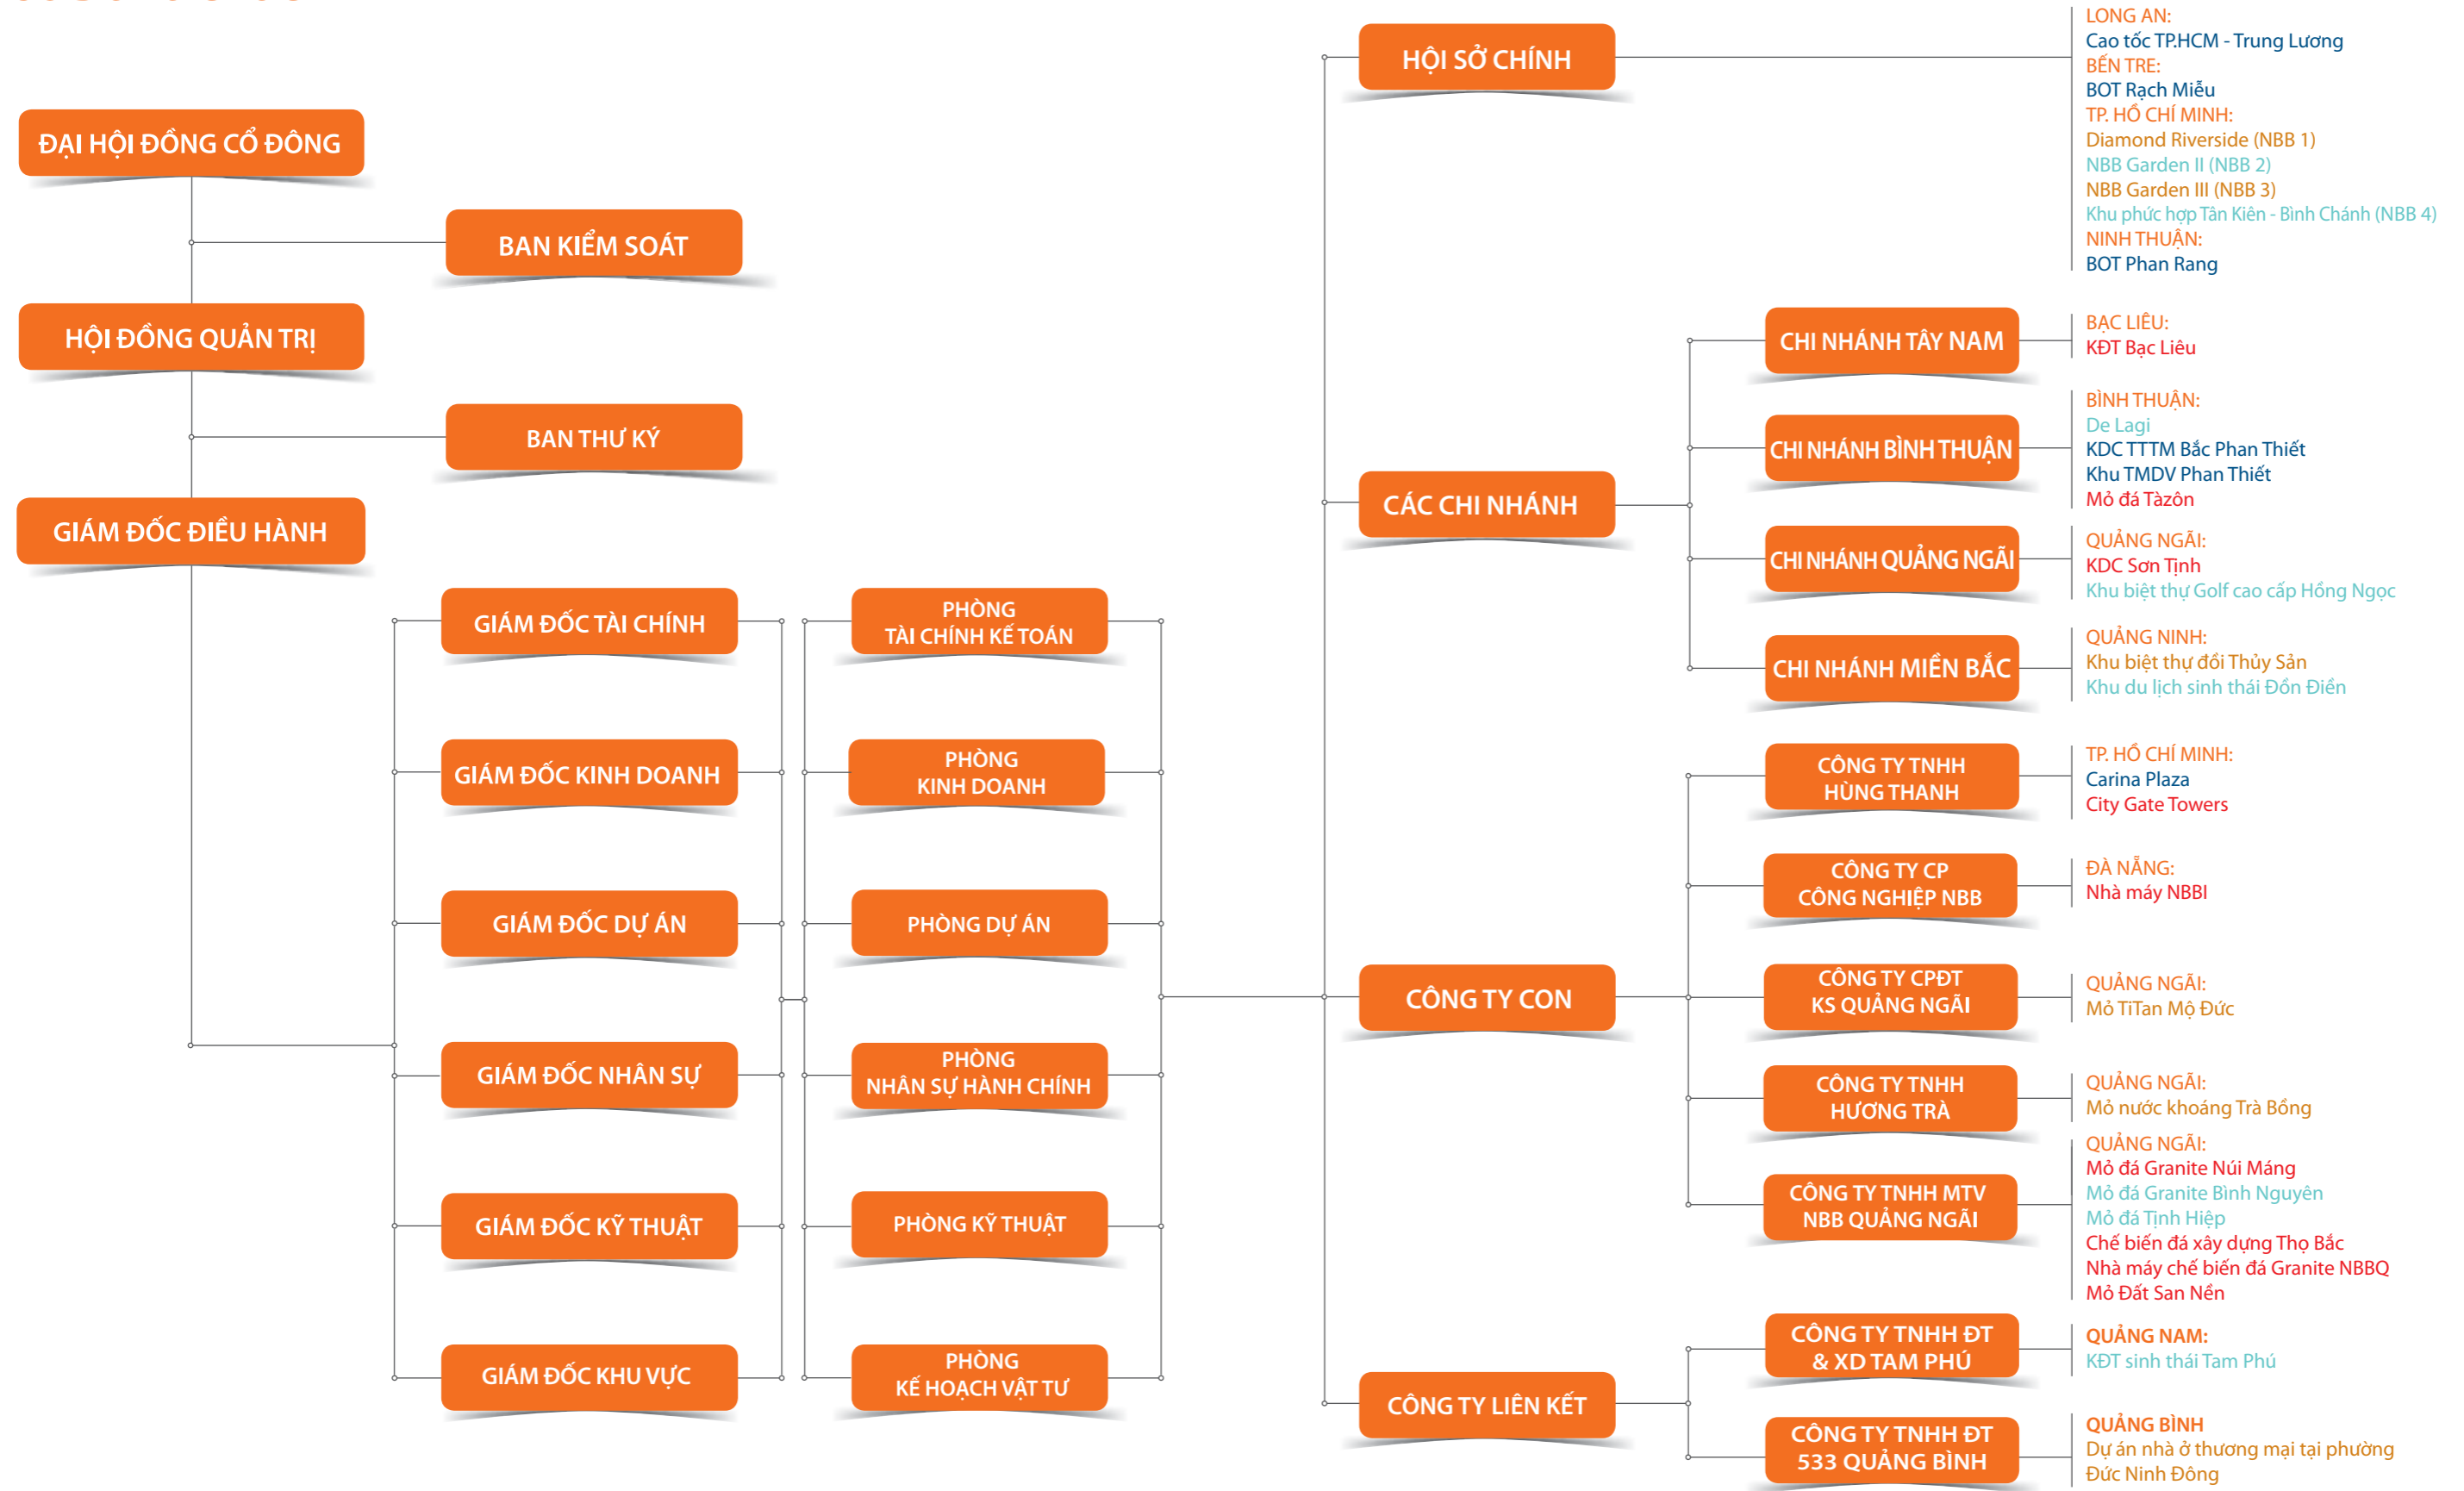 ĐẠI HỘI ĐỒNG CỔ ĐÔNG
BAN KIỂM SOÁT
HỘI ĐỒNG QUẢN TRỊ
BAN THƯ KÝ
GIÁM ĐỐC ĐIỀU HÀNH
GIÁM ĐỐC TÀI CHÍNH
GIÁM ĐỐC KINH DOANH
GIÁM ĐỐC DỰ ÁN
GIÁM ĐỐC NHÂN SỰ
GIÁM ĐỐC KỸ THUẬT
GIÁM ĐỐC KHU VỰC
PHÒNG
TÀI CHÍNH KẾ TOÁN
PHÒNG
KINH DOANH
PHÒNG DỰ ÁN
PHÒNG
NHÂN SỰ HÀNH CHÍNH
PHÒNG KỸ THUẬT
PHÒNG
KẾ HOẠCH VẬT TƯ
HỘI SỞ CHÍNH
LONG AN:
Cao tốc TP.HCM - Trung Lương
BẾN TRE:
BOT Rạch Miễu
TP. HỒ CHÍ MINH:
Diamond Riverside (NBB 1)
NBB Garden II (NBB 2)
NBB Garden III (NBB 3)
Khu phức hợp Tân Kiên - Bình Chánh (NBB 4)
NINH THUẬN:
BOT Phan Rang
CÁC CHI NHÁNH
CHI NHÁNH TÂY NAM
BẠC LIÊU:
KĐT Bạc Liêu
CHI NHÁNH BÌNH THUẬN
BÌNH THUẬN:
De Lagi
KDC TTTM Bắc Phan Thiết
Khu TMDV Phan Thiết
Mỏ đá Tàzôn
CHI NHÁNH QUẢNG NGÃI
QUẢNG NGÃI:
KDC Sơn Tịnh
Khu biệt thự Golf cao cấp Hồng Ngọc
CHI NHÁNH MIỀN BẮC
QUẢNG NINH:
Khu biệt thự đồi Thủy Sản
Khu du lịch sinh thái Đồn Điền
CÔNG TY CON
CÔNG TY TNHH
HÙNG THANH
TP. HỒ CHÍ MINH:
Carina Plaza
City Gate Towers
CÔNG TY CP
CÔNG NGHIỆP NBB
ĐÀ NẴNG:
Nhà máy NBBI
CÔNG TY CPĐT
KS QUẢNG NGÃI
QUẢNG NGÃI:
Mỏ TiTan Mộ Đức
CÔNG TY TNHH
HƯƠNG TRÀ
QUẢNG NGÃI:
Mỏ nước khoáng Trà Bồng
CÔNG TY TNHH MTV
NBB QUẢNG NGÃI
QUẢNG NGÃI:
Mỏ đá Granite Núi Máng
Mỏ đá Granite Bình Nguyên
Mỏ đá Tịnh Hiệp
Chế biến đá xây dựng Thọ Bắc
Nhà máy chế biến đá Granite NBBQ
Mỏ Đất San Nền
CÔNG TY LIÊN KẾT
CÔNG TY TNHH ĐT
& XD TAM PHÚ
QUẢNG NAM:
KĐT sinh thái Tam Phú
CÔNG TY TNHH ĐT
533 QUẢNG BÌNH
QUẢNG BÌNH
Dự án nhà ở thương mại tại phường
Đức Ninh Đông